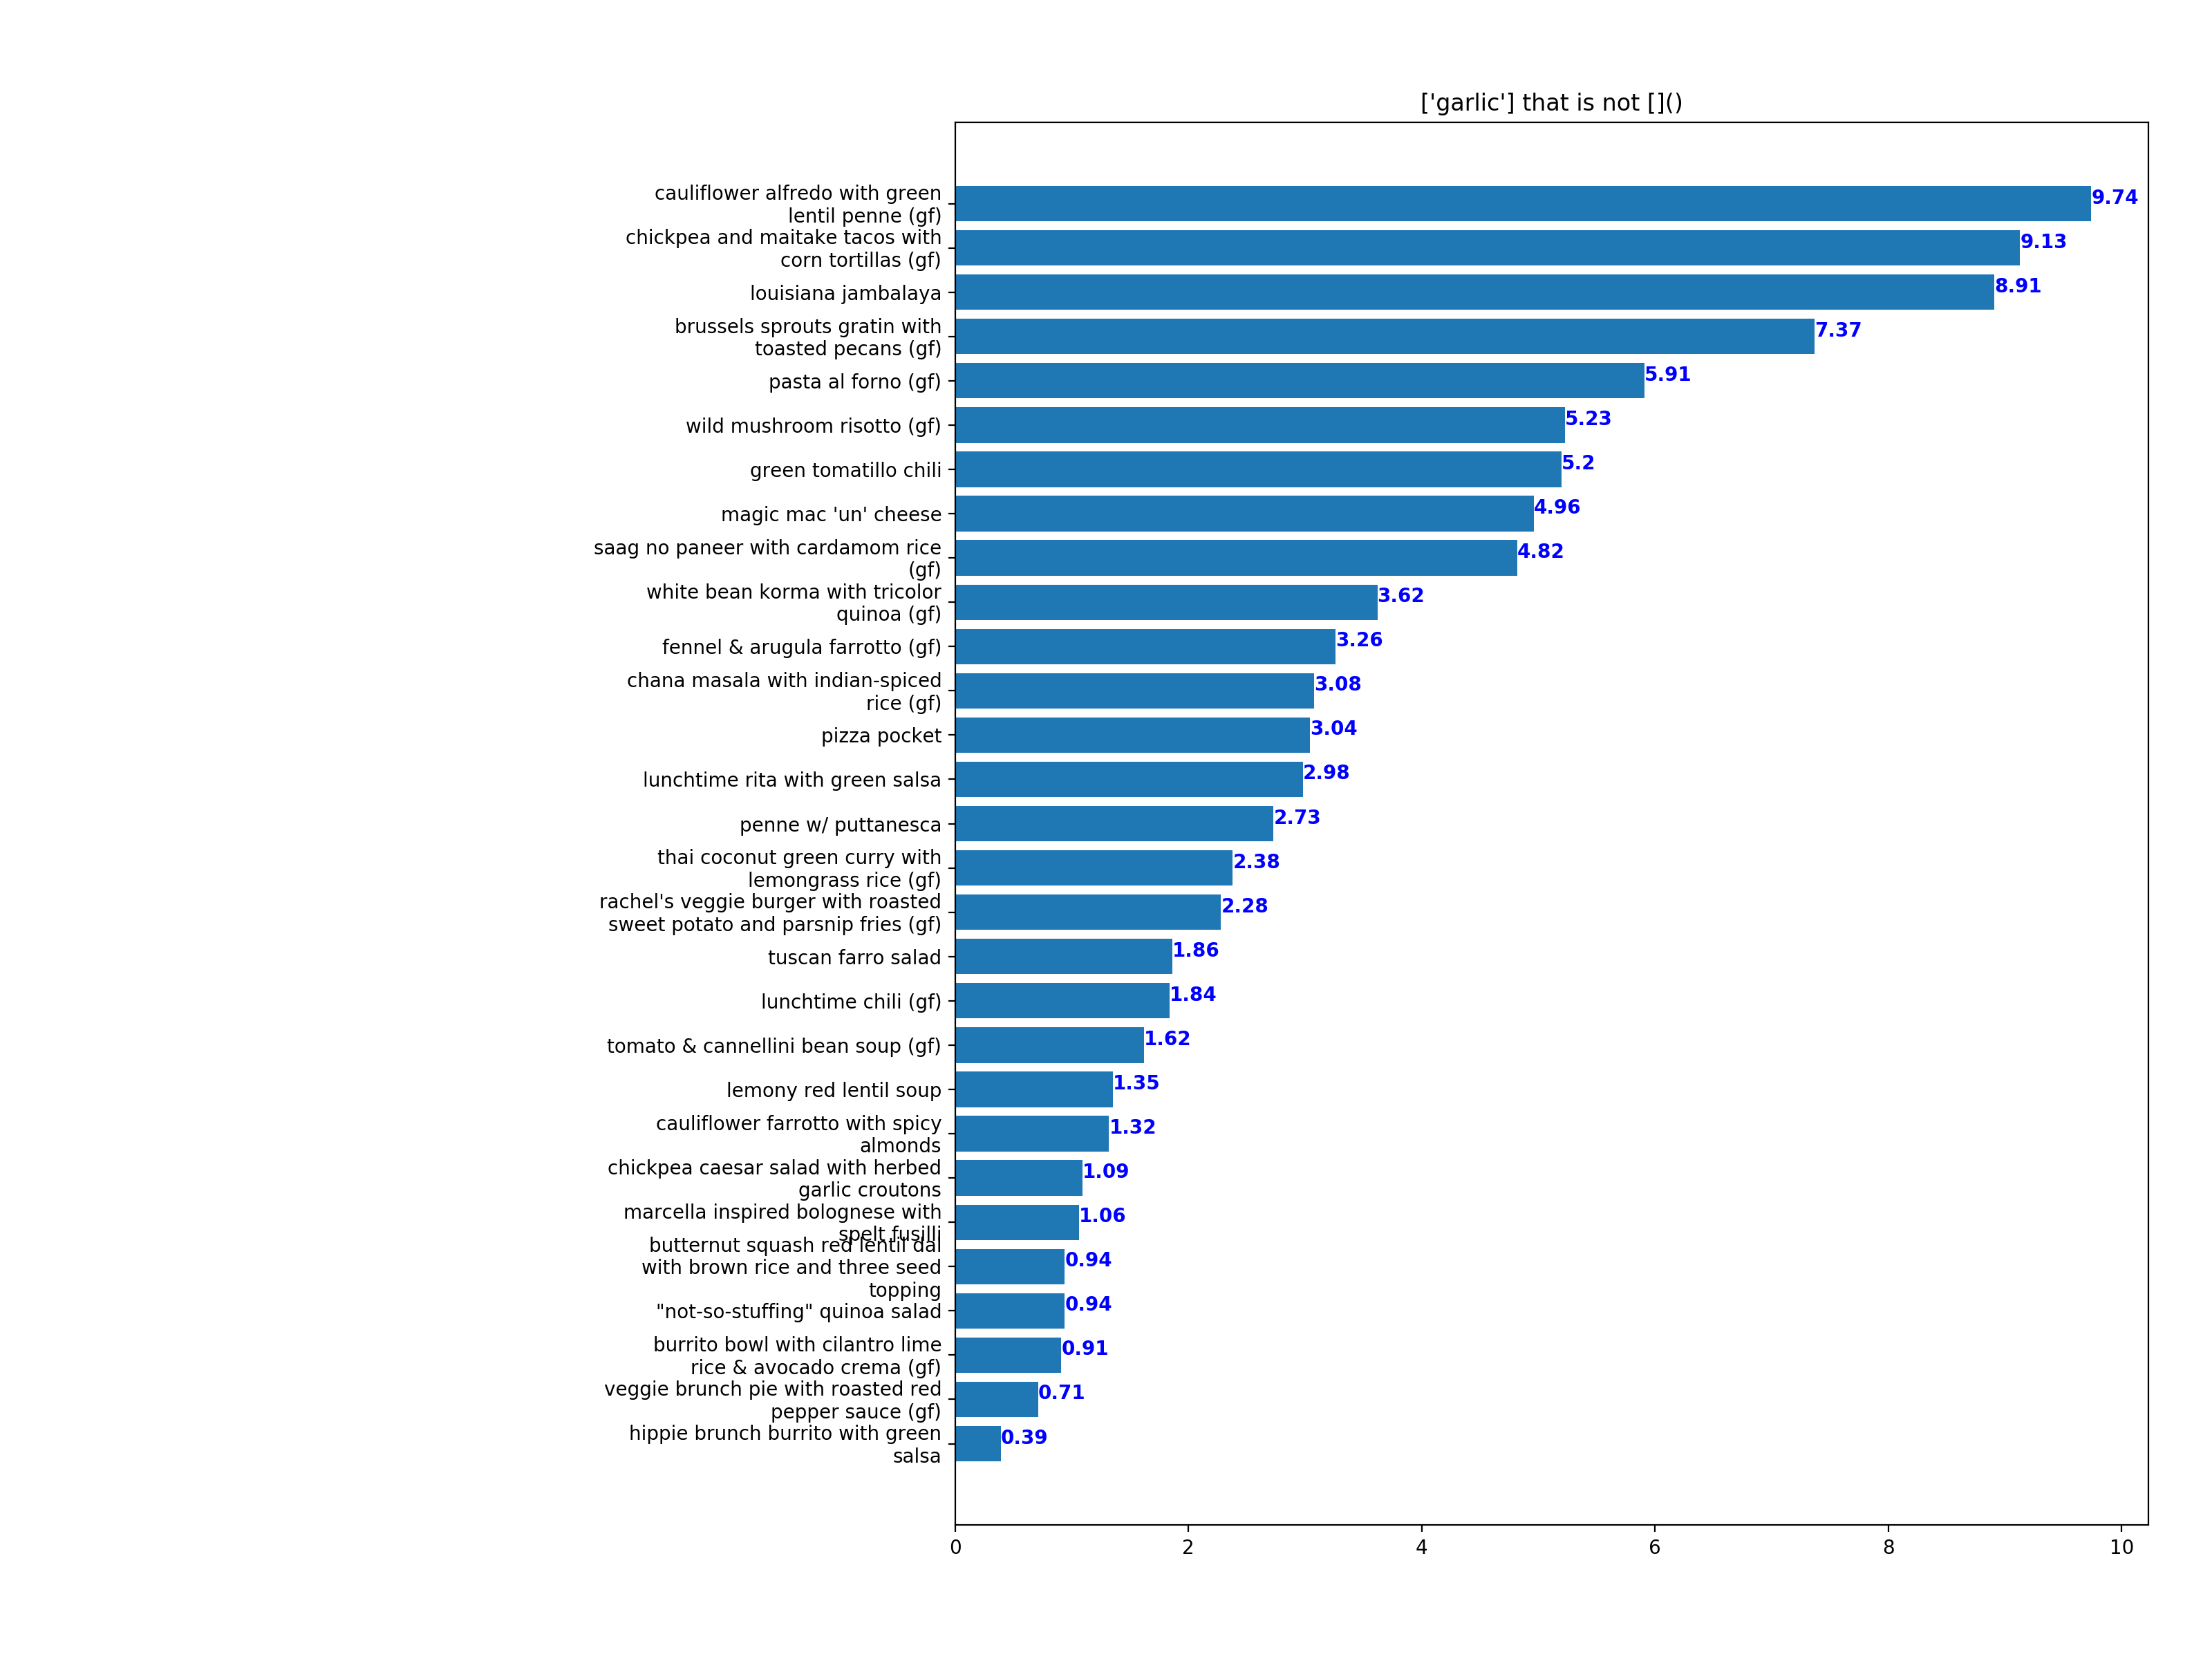 ['garlic'] that is not []()
cauliflower alfredo with green
lentil penne (gf)
9.74
chickpea and maitake tacos with
corn tortillas (gf)
9.13
louisiana jambalaya
8.91
brussels sprouts gratin with
toasted pecans (gf)
7.37
pasta al forno (gf)
5.91
wild mushroom risotto (gf)
5.23
green tomatillo chili
5.2
magic mac 'un' cheese
4.96
saag no paneer with cardamom rice
(gf)
4.82
white bean korma with tricolor
quinoa (gf)
3.62
fennel & arugula farrotto (gf)
3.26
chana masala with indian-spiced
rice (gf)
3.08
pizza pocket
3.04
lunchtime rita with green salsa
2.98
penne w/ puttanesca
2.73
thai coconut green curry with
lemongrass rice (gf)
2.38
rachel's veggie burger with roasted
sweet potato and parsnip fries (gf)
2.28
tuscan farro salad
1.86
lunchtime chili (gf)
1.84
tomato & cannellini bean soup (gf)
1.62
lemony red lentil soup
1.35
cauliflower farrotto with spicy
almonds
1.32
chickpea caesar salad with herbed
garlic croutons
1.09
marcella inspired bolognese with
spelt fusilli
1.06
butternut squash red lentil dal
with brown rice and three seed
topping
0.94
"not-so-stuffing" quinoa salad
0.94
burrito bowl with cilantro lime
rice & avocado crema (gf)
0.91
veggie brunch pie with roasted red
pepper sauce (gf)
0.71
hippie brunch burrito with green
salsa
0.39
0 2 4 6 8 10